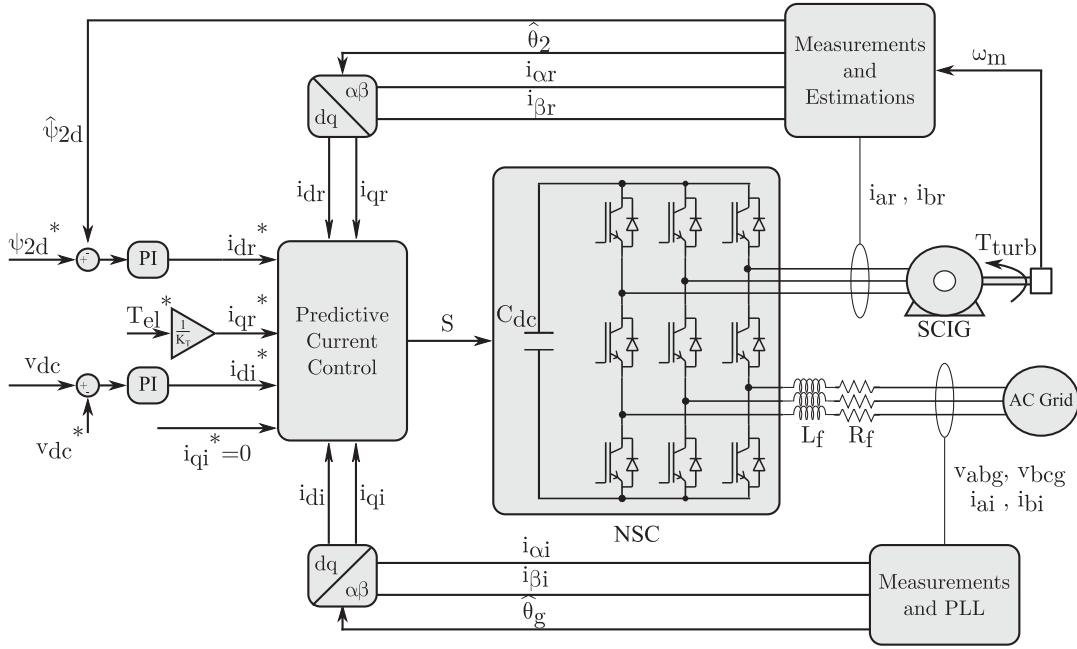 Measurements
and
Estimations
ωm
θ̂2
iαr
iβr
αβ
dq
ψ̂2d
idr
iqr
iar , ibr
ψ2d*
+
-
PI
idr*
Tel*
1/KT
iqr*
Predictive
Current
Control
S
Cdc
Tturb
SCIG
vdc
+
-
PI
idi*
vdc*
iqi*=0
Lf
Rf
AC Grid
idi
iqi
NSC
vabg, vbcg
iai , ibi
dq
αβ
iαi
iβi
θ̂g
Measurements
and PLL